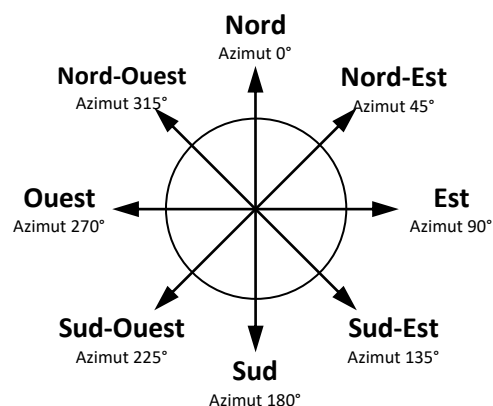 Nord
Azimut 0°
Nord-Ouest
Azimut 315°
Nord-Est
Azimut 45°
Ouest
Azimut 270°
Est
Azimut 90°
Sud-Ouest
Azimut 225°
Sud-Est
Azimut 135°
Sud
Azimut 180°